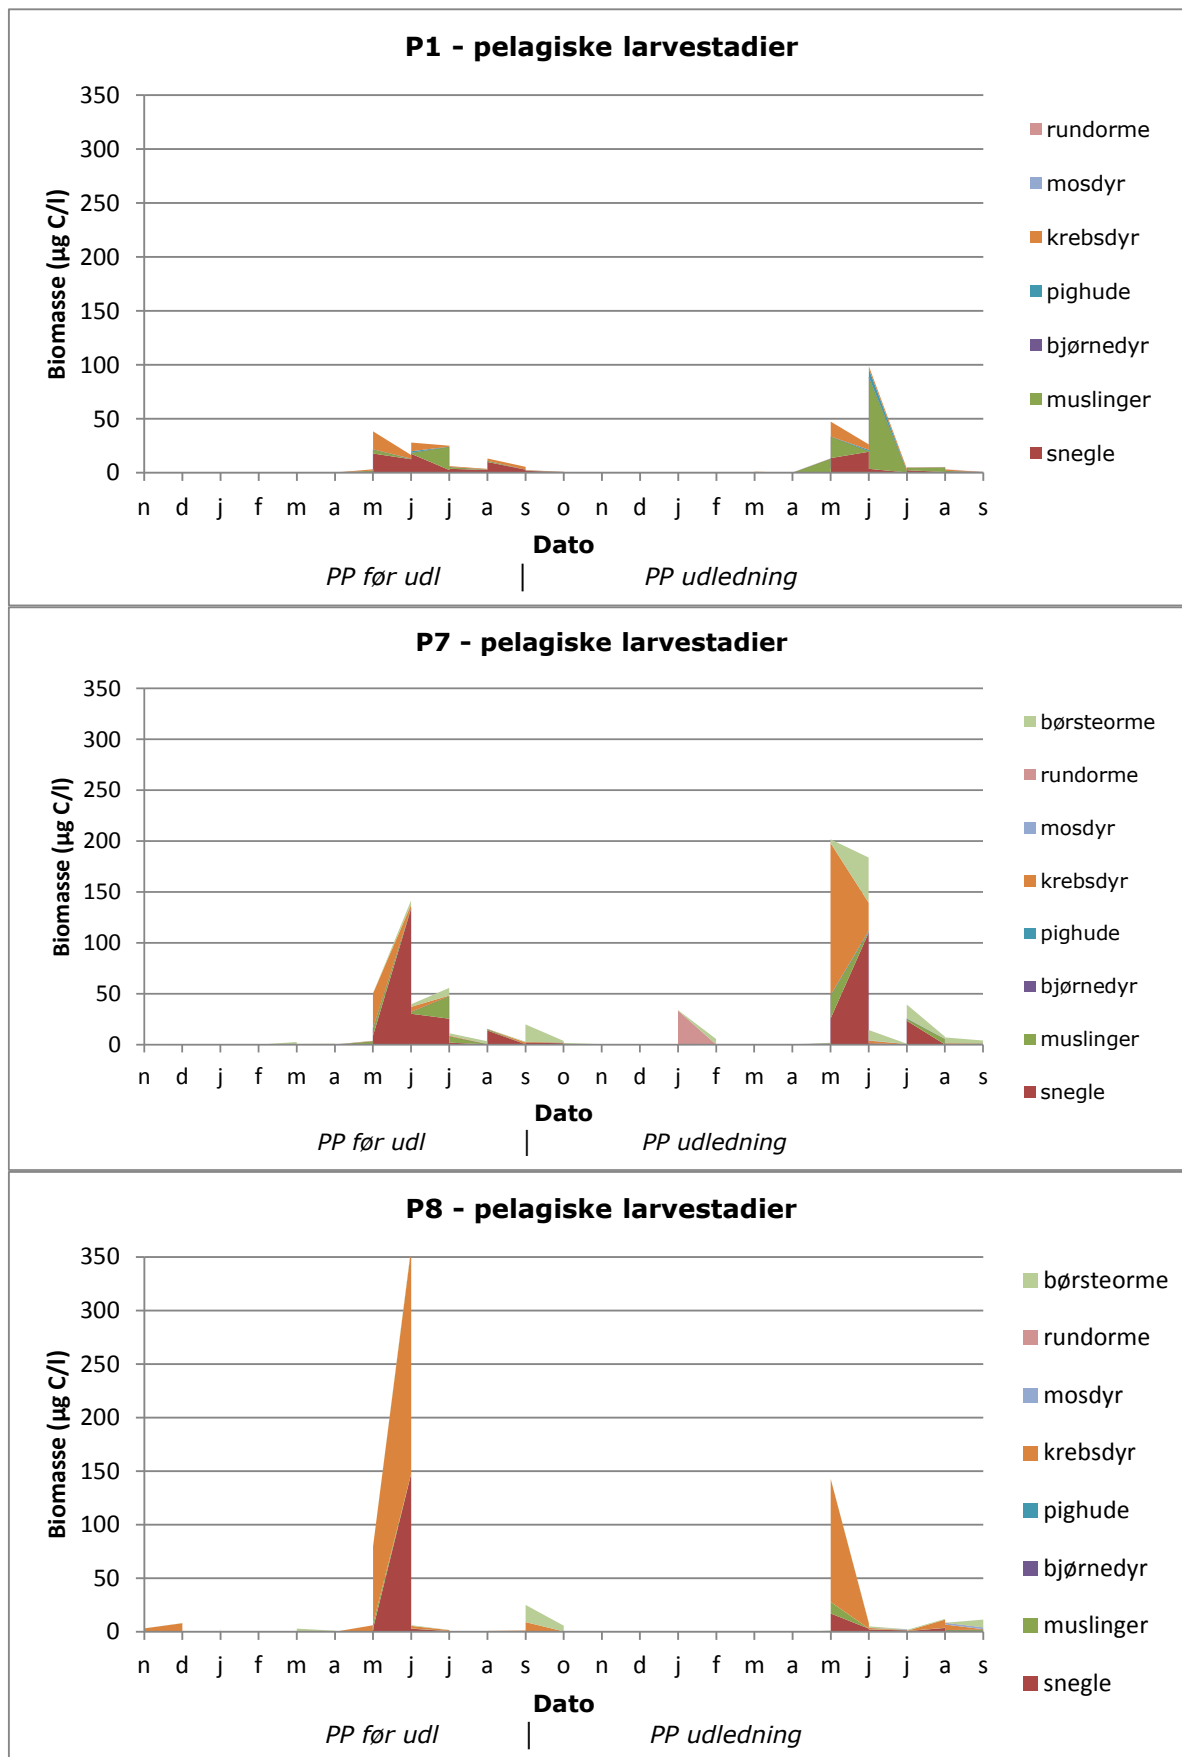 P1 - pelagiske larvestadier
350
300
250
200
150
100
50
0
Biomasse (µg C/l)
n d j f m a m j j a s o n d j f m a m j j a s
Dato
PP før udl | PP udledning
rundorme
mosdyr
krebsdyr
pighude
bjørnedyr
muslinger
snegle
P7 - pelagiske larvestadier
350
300
250
200
150
100
50
0
Biomasse (µg C/l)
n d j f m a m j j a s o n d j f m a m j j a s
Dato
PP før udl | PP udledning
børsteorme
rundorme
mosdyr
krebsdyr
pighude
bjørnedyr
muslinger
snegle
P8 - pelagiske larvestadier
350
300
250
200
150
100
50
0
Biomasse (µg C/l)
n d j f m a m j j a s o n d j f m a m j j a s
Dato
PP før udl | PP udledning
børsteorme
rundorme
mosdyr
krebsdyr
pighude
bjørnedyr
muslinger
snegle